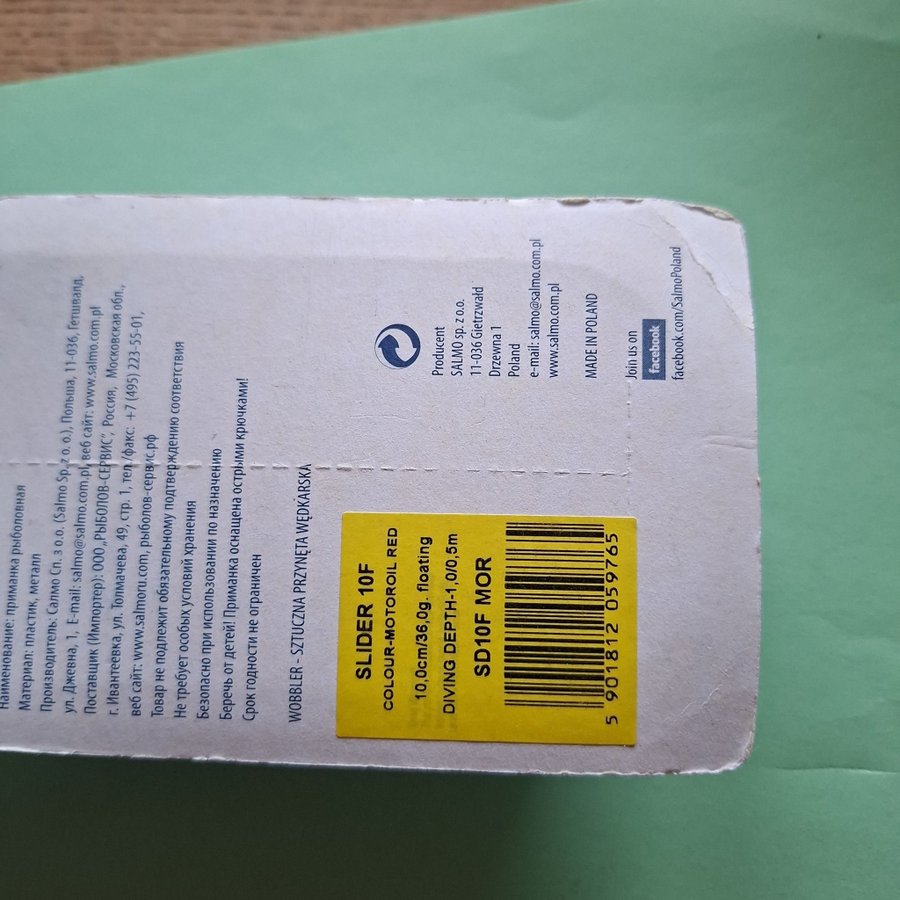 Наименование: приманка рыболовная
Материал: пластик, металл
Производитель: Салмо Сп. з о.о. (Salmo Sp. z o. o.), Польша, 11-036, Гетшвалд,
ул. Джевна, 1, E-mail: salmo@salmo.com.pl, веб сайт: www.salmo.com.pl
Поставщик (Импортер): ООО „РЫБОЛОВ-СЕРВИС”, Россия, Московская обл.,
г. Ивантеевка, ул. Толмачева, 49, стр. 1, тел./факс: +7 (495) 223-55-01,
веб сайт: www.salmoru.com, рыболов-сервис.рф
Товар не подлежит обязательному подтверждению соответствия
Не требует особых условий хранения
Безопасно при использовании по назначению
Беречь от детей! Приманка оснащена острыми крючками!
Срок годности не ограничен
WOBBLER – SZTUCZNA PRZYNĘTA WĘDKARSKA
SLIDER 10F
COLOUR-MOTOROIL RED
10,0cm/36,0g. floating
DIVING DEPTH-1,0/0,5m
SD10F MOR
5 901812 059765
Producent
SALMO sp. z o.o.
11-036 Gietrzwałd
Drzewna 1
Poland
e-mail: salmo@salmo.com.pl
www.salmo.com.pl
MADE IN POLAND
Join us on
facebook
facebook.com/SalmoPoland